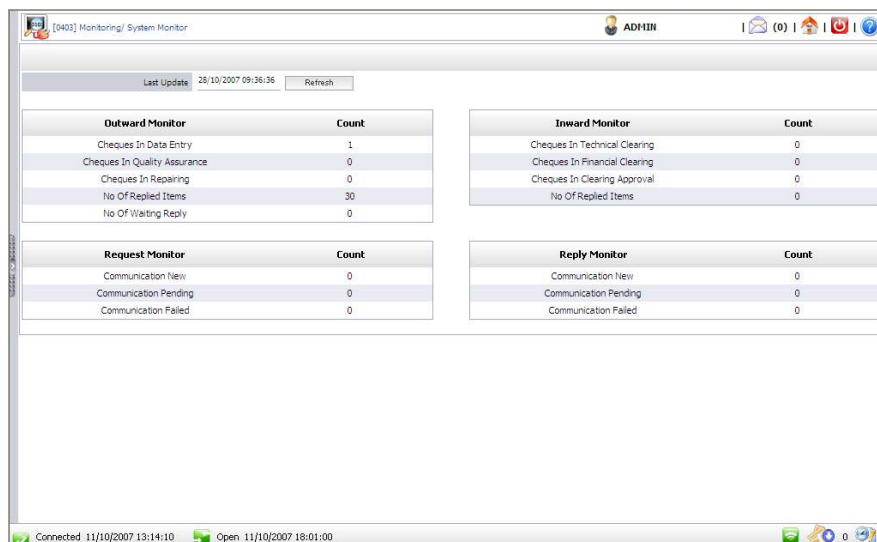 [0403] Monitoring/ System Monitor ADMIN | (0) | | | 
Last Update 28/10/2007 09:36:36 Refresh
Outward Monitor Count
Cheques In Data Entry 1
Cheques In Quality Assurance 0
Cheques In Repairing 0
No Of Replied Items 30
No Of Waiting Reply 0
Inward Monitor Count
Cheques In Technical Clearing 0
Cheques In Financial Clearing 0
Cheques In Clearing Approval 0
No Of Replied Items 0
Request Monitor Count
Communication New 0
Communication Pending 0
Communication Failed 0
Reply Monitor Count
Communication New 0
Communication Pending 0
Communication Failed 0
Connected 11/10/2007 13:14:10 Open 11/10/2007 18:01:00 0